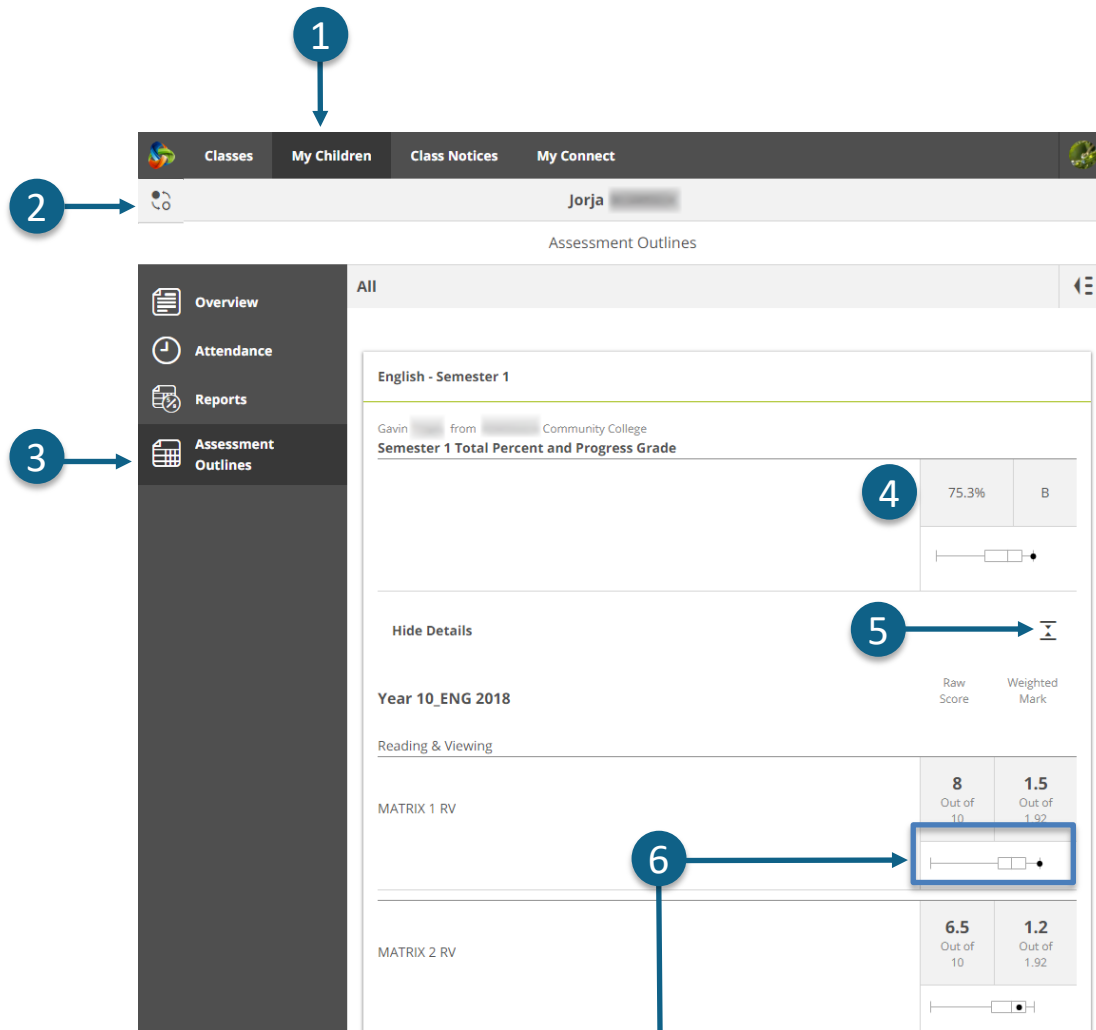 1
Classes My Children Class Notices My Connect
2
Jorja
Assessment Outlines
All
Overview
Attendance
Reports
3
Assessment
Outlines
English - Semester 1
Gavin from Community College
Semester 1 Total Percent and Progress Grade
4
75.3% B
Hide Details
5
Raw
Score
Weighted
Mark
Year 10_ENG 2018
Reading & Viewing
MATRIX 1 RV
8
Out of
10
1.5
Out of
1.92
6
MATRIX 2 RV
6.5
Out of
10
1.2
Out of
1.92